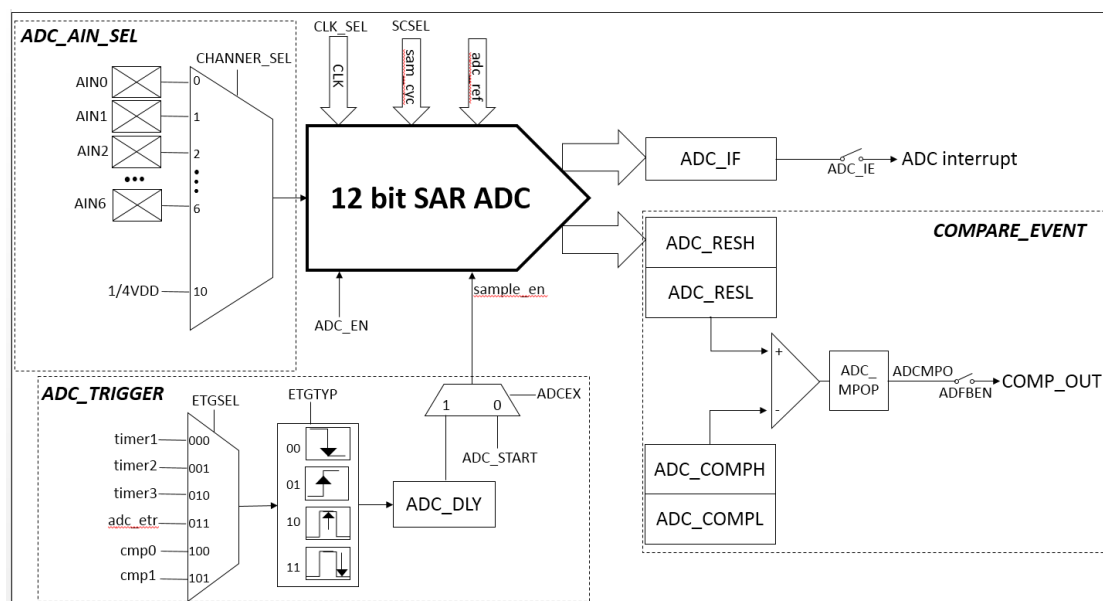 ADC_AIN_SEL
CHANNER_SEL
AIN0
0
AIN1
1
AIN2
2
•••
AIN6
6
1/4VDD
10
CLK_SEL
SCSEL
CLK
sam_cyc
adc_ref
12 bit SAR ADC
ADC_EN
sample_en
ADC_IF
ADC_IE
ADC interrupt
COMPARE_EVENT
ADC_RESH
ADC_RESL
+
-
ADC_
MPOP
ADCMPO
ADFBEN
COMP_OUT
ADC_COMPH
ADC_COMPL
ADC_TRIGGER
ETGSEL
timer1
000
timer2
001
timer3
010
adc_etr
011
cmp0
100
cmp1
101
ETGTYP
00
01
10
11
ADC_DLY
1
0
ADCEX
ADC_START